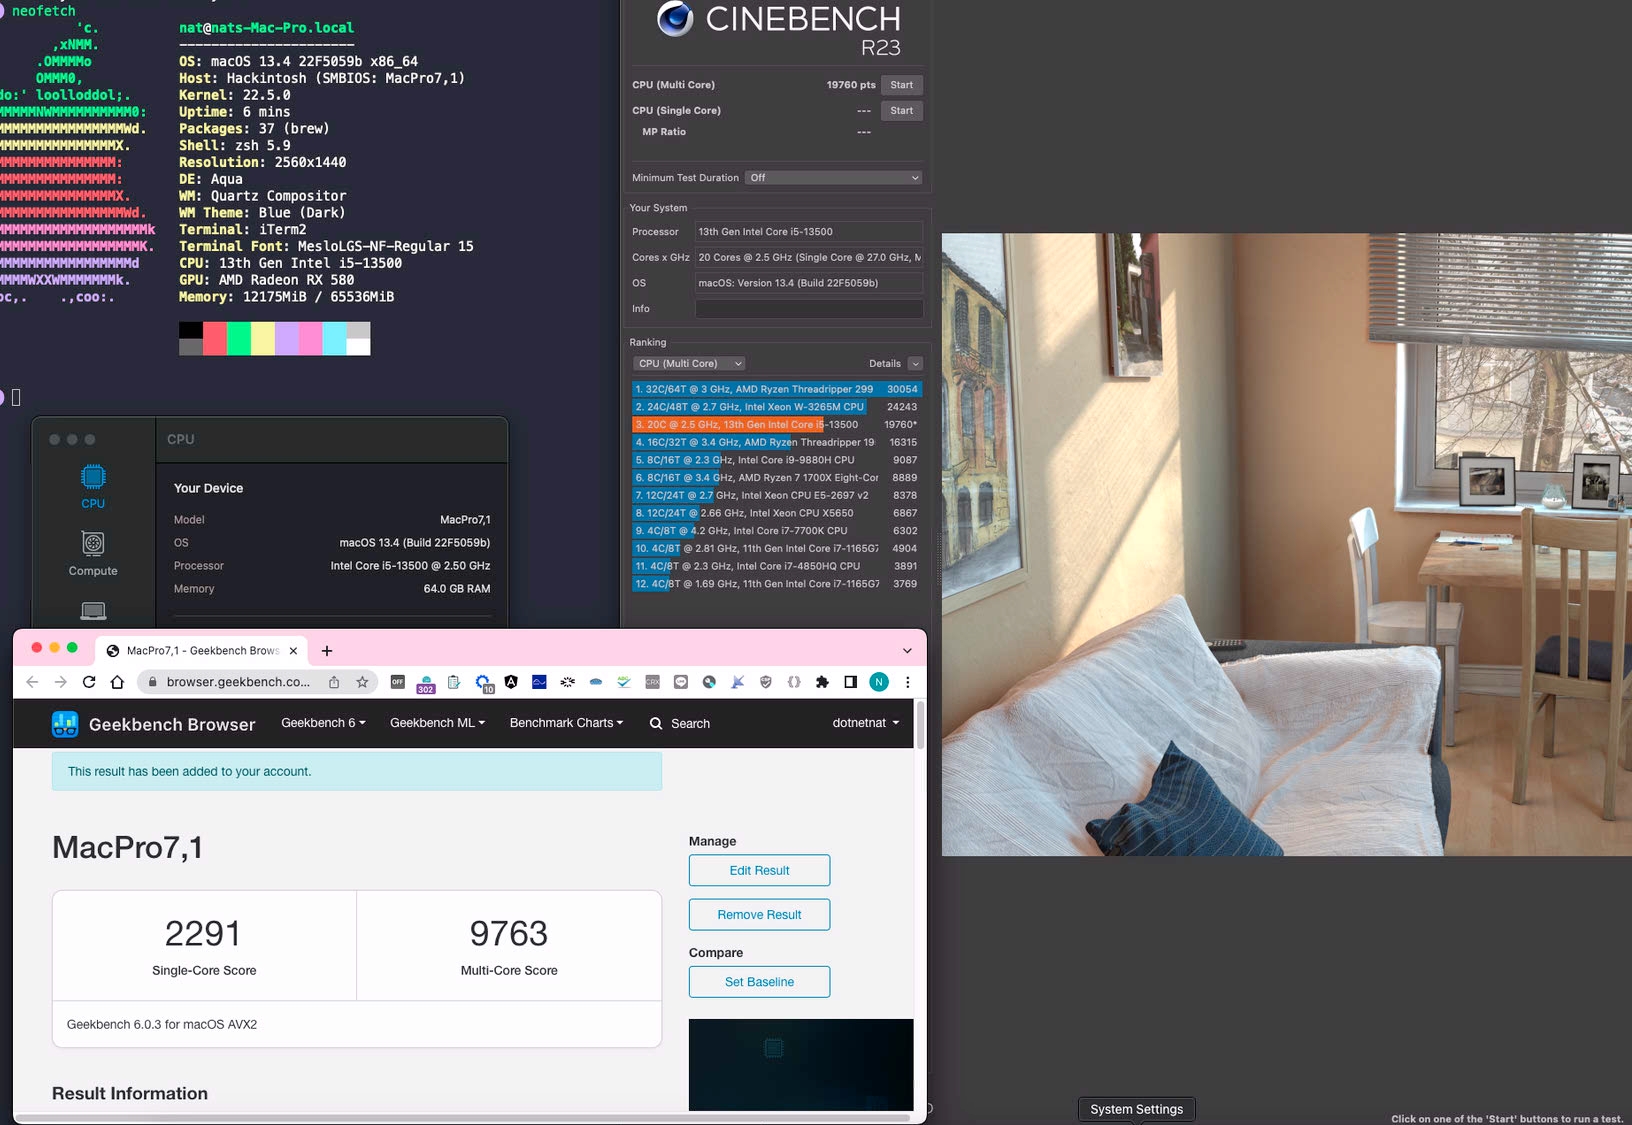 neofetch
'c.
,xNMM.
.OMMMMo
OMMM0,
do:' loolloddol;.
MMMMMNWMMMMMMMMMM0:
MMMMMMMMMMMMMMMMWd.
MMMMMMMMMMMMMMMX.
MMMMMMMMMMMMMMM:
MMMMMMMMMMMMMMM:
MMMMMMMMMMMMMMMX.
MMMMMMMMMMMMMMMMMWd.
MMMMMMMMMMMMMMMMMMMk
MMMMMMMMMMMMMMMMMMK.
MMMMMMMMMMMMMMMMMd
MMMMWXXWMMMMMMMk.
oc,. .,coo:.
nat@nats-Mac-Pro.local
----------------------
OS: macOS 13.4 22F5059b x86_64
Host: Hackintosh (SMBIOS: MacPro7,1)
Kernel: 22.5.0
Uptime: 6 mins
Packages: 37 (brew)
Shell: zsh 5.9
Resolution: 2560x1440
DE: Aqua
WM: Quartz Compositor
WM Theme: Blue (Dark)
Terminal: iTerm2
Terminal Font: MesloLGS-NF-Regular 15
CPU: 13th Gen Intel i5-13500
GPU: AMD Radeon RX 580
Memory: 12175MiB / 65536MiB
CINEBENCH
R23
CPU (Multi Core) 19760 pts Start
CPU (Single Core) --- Start
MP Ratio ---
Minimum Test Duration Off
Your System
Processor 13th Gen Intel Core i5-13500
Cores x GHz 20 Cores @ 2.5 GHz (Single Core @ 27.0 GHz, M
OS macOS: Version 13.4 (Build 22F5059b)
Info
Ranking
CPU (Multi Core) Details
1. 32C/64T @ 3 GHz, AMD Ryzen Threadripper 299 30054
2. 24C/48T @ 2.7 GHz, Intel Xeon W-3265M CPU 24243
3. 20C @ 2.5 GHz, 13th Gen Intel Core i5-13500 19760*
4. 16C/32T @ 3.4 GHz, AMD Ryzen Threadripper 19 16315
5. 8C/16T @ 2.3 GHz, Intel Core i9-9880H CPU 9087
6. 8C/16T @ 3.4 GHz, AMD Ryzen 7 1700X Eight-Cor 8889
7. 12C/24T @ 2.7 GHz, Intel Xeon CPU E5-2697 v2 8378
8. 12C/24T @ 2.66 GHz, Intel Xeon CPU X5650 6867
9. 4C/8T @ 4.2 GHz, Intel Core i7-7700K CPU 6302
10. 4C/8T @ 2.81 GHz, 11th Gen Intel Core i7-1165G7 4904
11. 4C/8T @ 2.3 GHz, Intel Core i7-4850HQ CPU 3891
12. 4C/8T @ 1.69 GHz, 11th Gen Intel Core i7-1165G7 3769
CPU
CPU
Compute
Your Device
Model MacPro7,1
OS macOS 13.4 (Build 22F5059b)
Processor Intel Core i5-13500 @ 2.50 GHz
Memory 64.0 GB RAM
MacPro7,1 - Geekbench Brows
browser.geekbench.co... OFF 302 10 CRX N
Geekbench Browser Geekbench 6 Geekbench ML Benchmark Charts Search dotnetnat
This result has been added to your account.
MacPro7,1
2291 9763
Single-Core Score Multi-Core Score
Geekbench 6.0.3 for macOS AVX2
Result Information
Manage
Edit Result
Remove Result
Compare
Set Baseline
System Settings
Click on one of the 'Start' buttons to run a test.